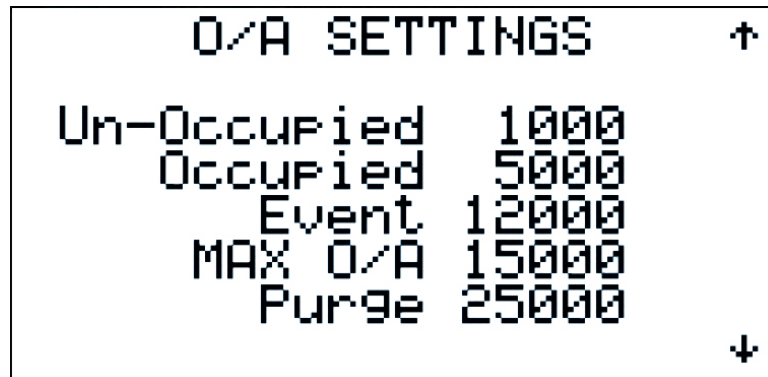 O/A SETTINGS ↑
Un-Occupied 1000
Occupied 5000
Event 12000
MAX O/A 15000
Purge 25000
↓